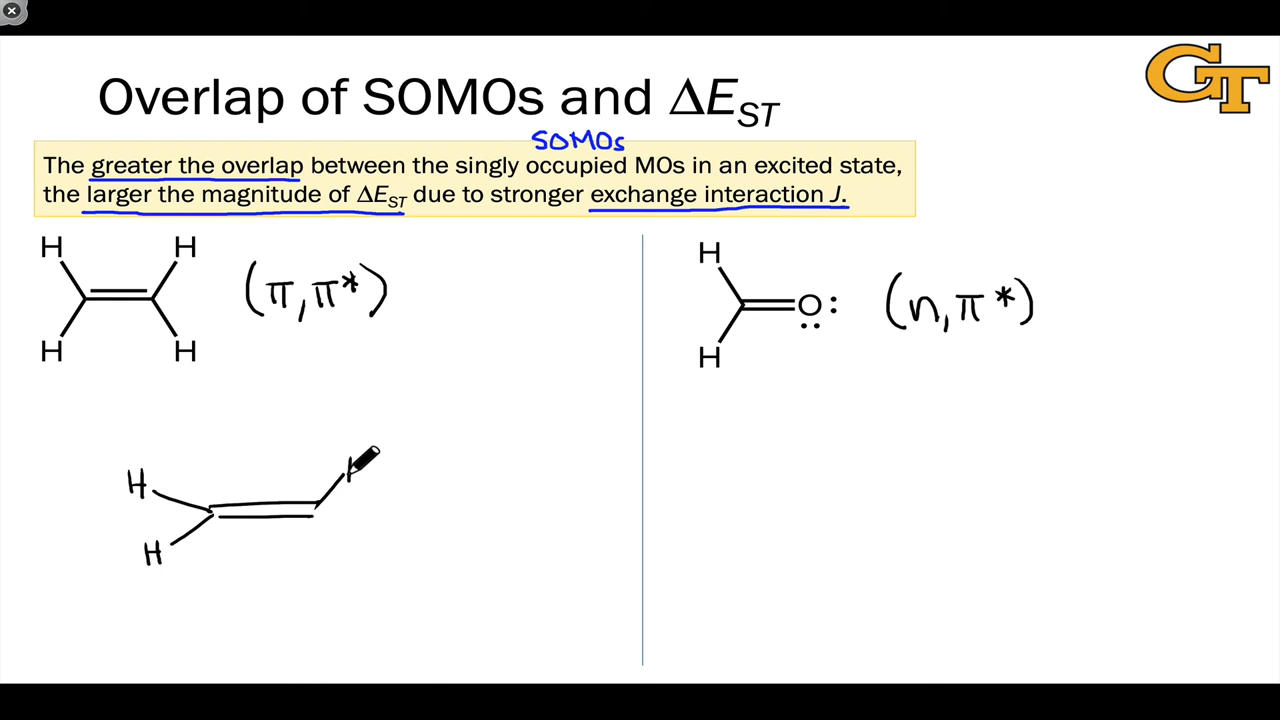 Overlap of SOMOs and ΔE_ST
GT
SOMOs
The greater the overlap between the singly occupied MOs in an excited state,
the larger the magnitude of ΔE_ST due to stronger exchange interaction J.
H H
(π,π*)
H H
H
O: (n,π*)
H
H
H